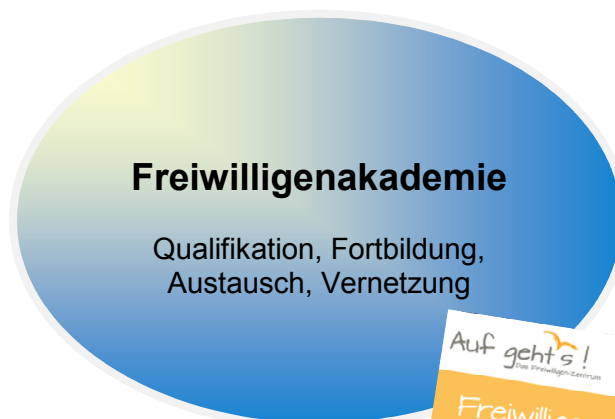 Freiwilligenakademie
Qualifikation, Fortbildung,
Austausch, Vernetzung
Auf geht's!
Das Freiwilligen-Zentrum